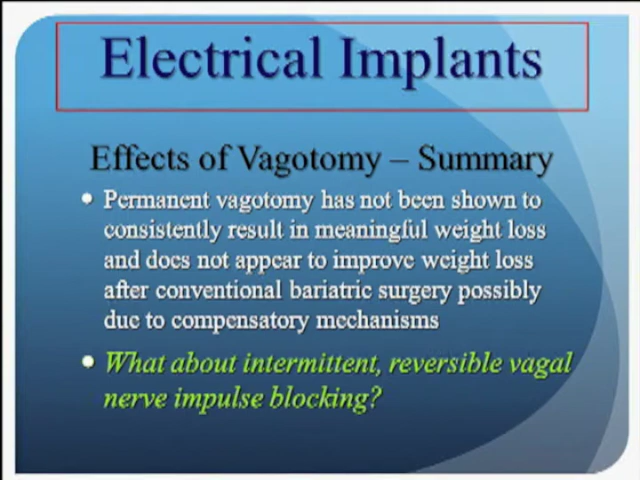 Electrical Implants
Effects of Vagotomy – Summary
• Permanent vagotomy has not been shown to
consistently result in meaningful weight loss
and does not appear to improve weight loss
after conventional bariatric surgery possibly
due to compensatory mechanisms
• What about intermittent, reversible vagal
nerve impulse blocking?